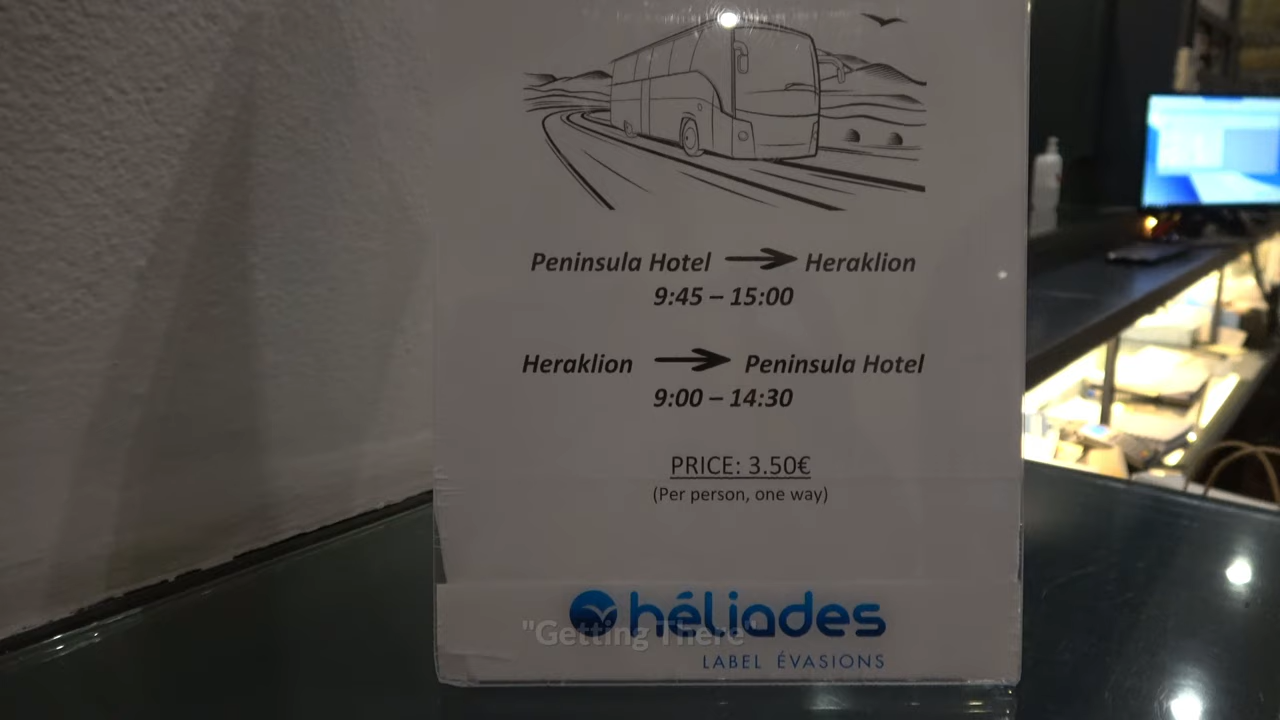 Peninsula Hotel → Heraklion
9:45 – 15:00
Heraklion → Peninsula Hotel
9:00 – 14:30
PRICE: 3.50€
(Per person, one way)
héliades
"Getting There"
LABEL ÉVASIONS